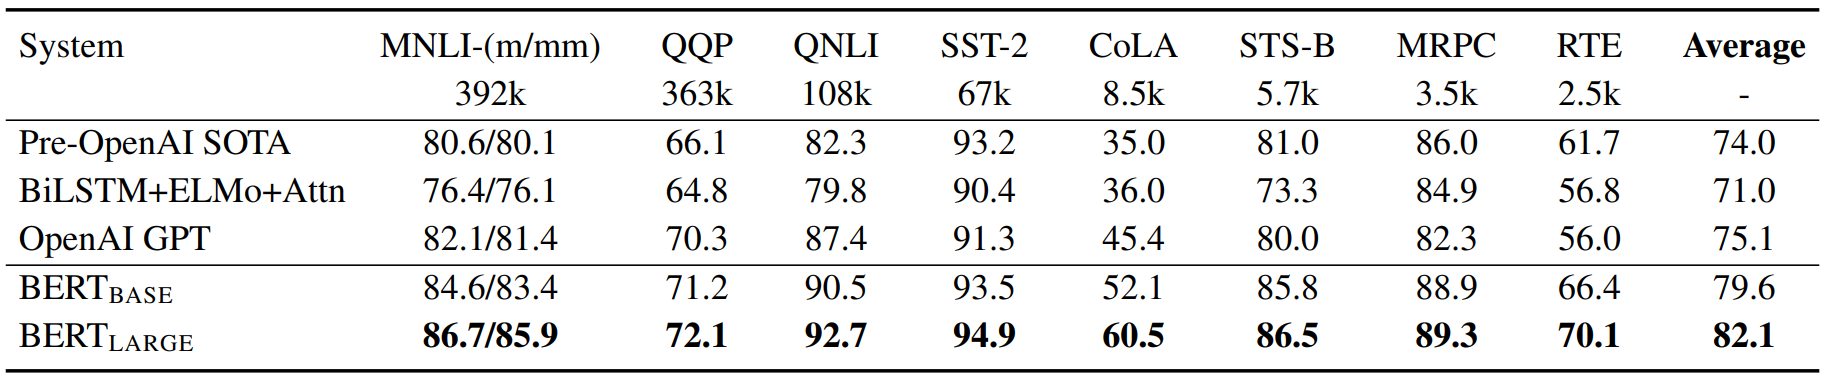 System MNLI-(m/mm) QQP QNLI SST-2 CoLA STS-B MRPC RTE Average
392k 363k 108k 67k 8.5k 5.7k 3.5k 2.5k -
Pre-OpenAI SOTA 80.6/80.1 66.1 82.3 93.2 35.0 81.0 86.0 61.7 74.0
BiLSTM+ELMo+Attn 76.4/76.1 64.8 79.8 90.4 36.0 73.3 84.9 56.8 71.0
OpenAI GPT 82.1/81.4 70.3 87.4 91.3 45.4 80.0 82.3 56.0 75.1
BERTBASE 84.6/83.4 71.2 90.5 93.5 52.1 85.8 88.9 66.4 79.6
BERTLARGE 86.7/85.9 72.1 92.7 94.9 60.5 86.5 89.3 70.1 82.1